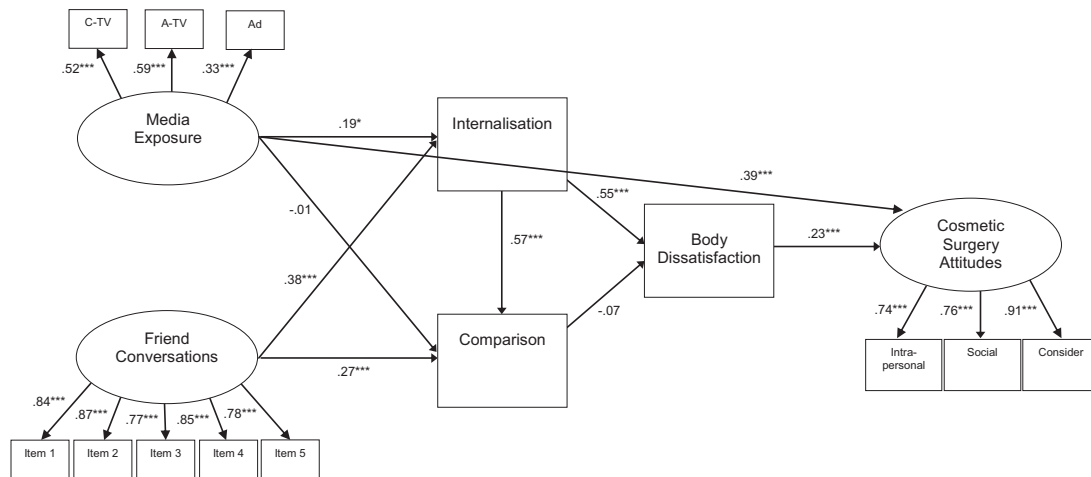 C-TV
A-TV
Ad
.52***
.59***
.33***
Media
Exposure
.19*
Internalisation
.39***
-.01
.55***
.57***
Body
Dissatisfaction
.23***
Cosmetic
Surgery
Attitudes
.38***
-.07
.74***
.76***
.91***
Friend
Conversations
.27***
Comparison
Intra-
personal
Social
Consider
.84***
.87***
.77***
.85***
.78***
Item 1
Item 2
Item 3
Item 4
Item 5